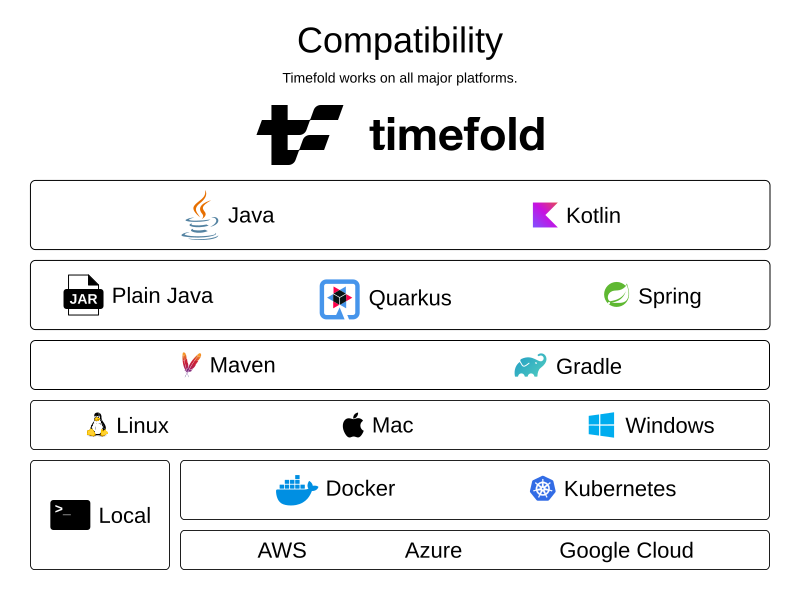 Compatibility
Timefold works on all major platforms.
timefold
Java Kotlin
JAR Plain Java Quarkus Spring
Maven Gradle
Linux Mac Windows
Docker Kubernetes
>_ Local
AWS Azure Google Cloud